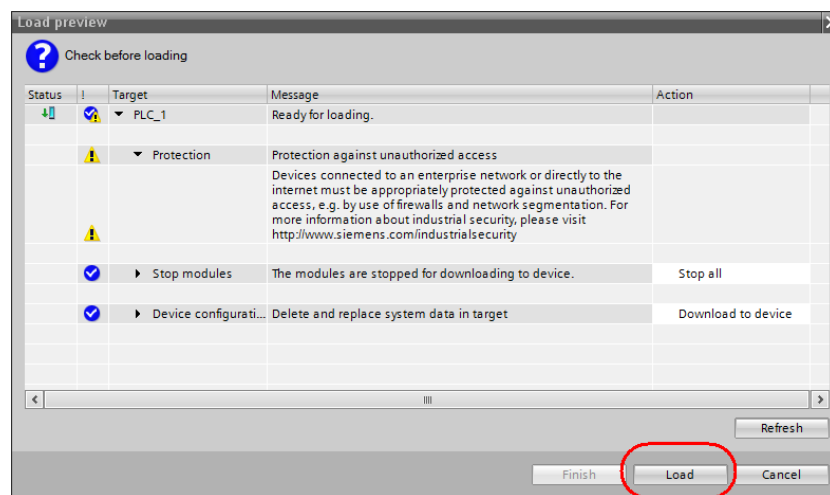 Load preview
Check before loading
Status ! Target Message Action
PLC_1 Ready for loading.
Protection Protection against unauthorized access
Devices connected to an enterprise network or directly to the
internet must be appropriately protected against unauthorized
access, e.g. by use of firewalls and network segmentation. For
more information about industrial security, please visit
http://www.siemens.com/industrialsecurity
Stop modules The modules are stopped for downloading to device. Stop all
Device configurati... Delete and replace system data in target Download to device
Refresh
Finish Load Cancel